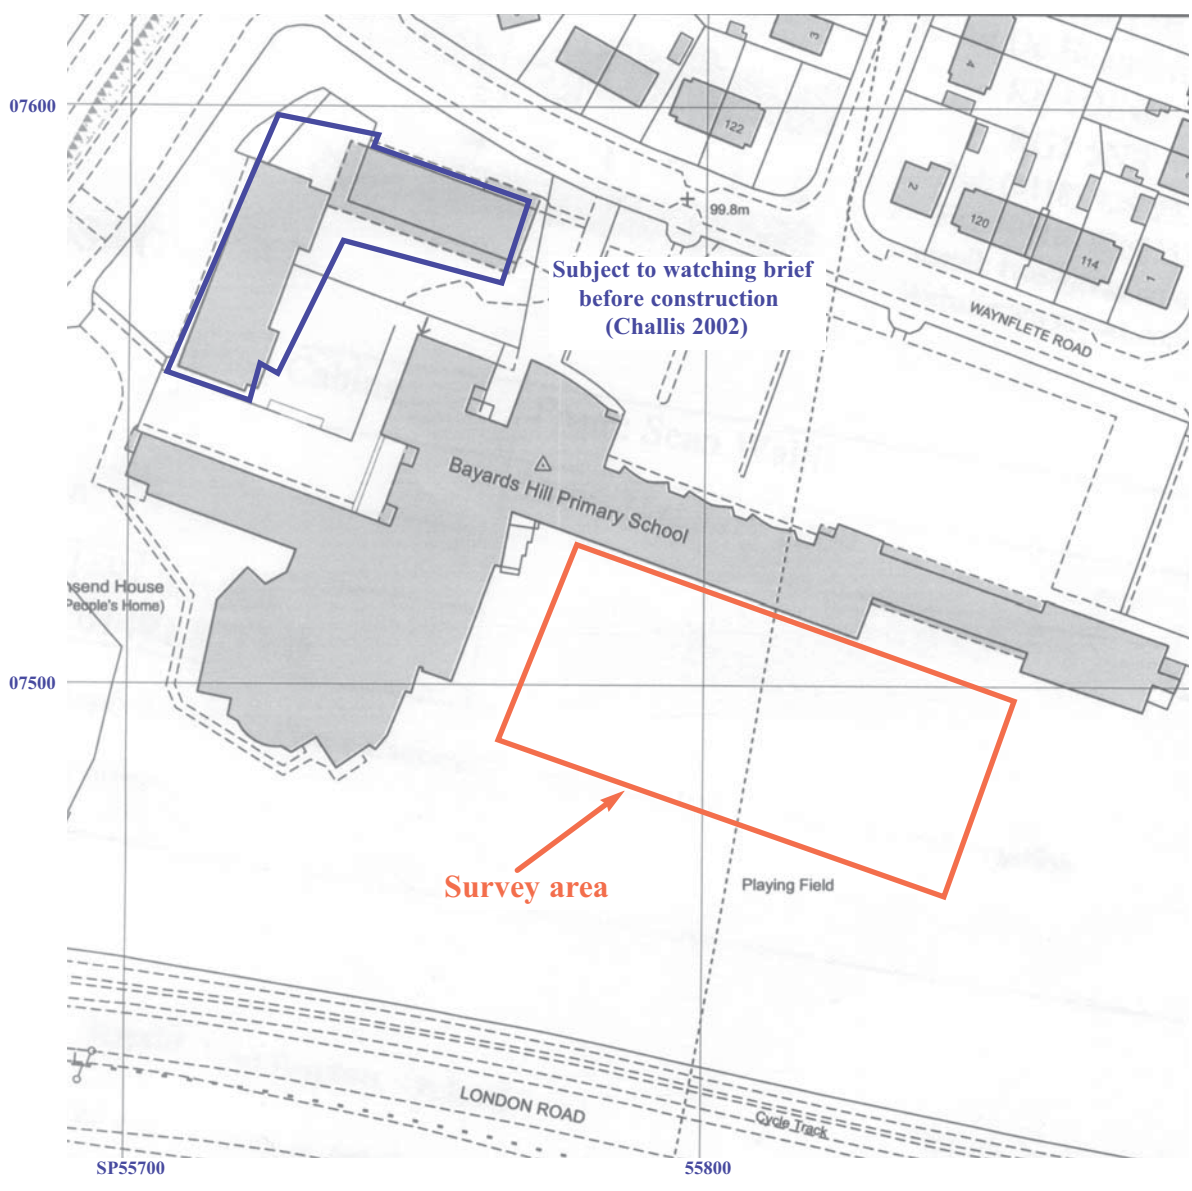 3
4
07600
122
2
99.8m
120
114
1
Subject to watching brief
before construction
(Challis 2002)
WAYNFLETE ROAD
Bayards Hill Primary School
nsend House
People's Home)
07500
Survey area
Playing Field
LONDON ROAD
Cycle Track
SP55700
55800